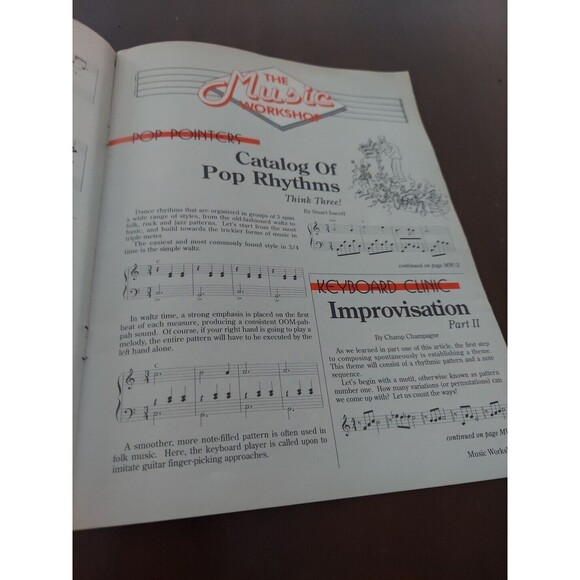 THE
Music
WORKSHOP
POP POINTERS
Catalog Of
Pop Rhythms
Think Three!
By Stuart Isacoff
Dance rhythms that are organized in groups of 3 span
a wide range of styles, from the old-fashioned waltz to
folk, rock and jazz patterns. Let's start from the most
basic, and build towards the trickier forms of music in
triple meter.
The easiest and most commonly found style in 3/4
time is the simple waltz.
C
In waltz time, a strong emphasis is placed on the first
beat of each measure, producing a consistent OOM-pah-
pah sound. Of course, if your right hand is going to play a
melody, the entire pattern will have to be executed by the
left hand alone.
C
A smoother, more note-filled pattern is often used in
folk music. Here, the keyboard player is called upon to
imitate guitar finger-picking approaches.
continued on page MW-2
KEYBOARD CLINIC
Improvisation
Part II
By Champ Champagne
As we learned in part one of this article, the first step
to composing spontaneously is establishing a theme.
This theme will consist of a rhythmic pattern and a note
sequence.
Let's begin with a motif, otherwise known as pattern
number one. How many variations (or permutations) can
we come up with? Let us count the ways!
continued on page MW
Music Works